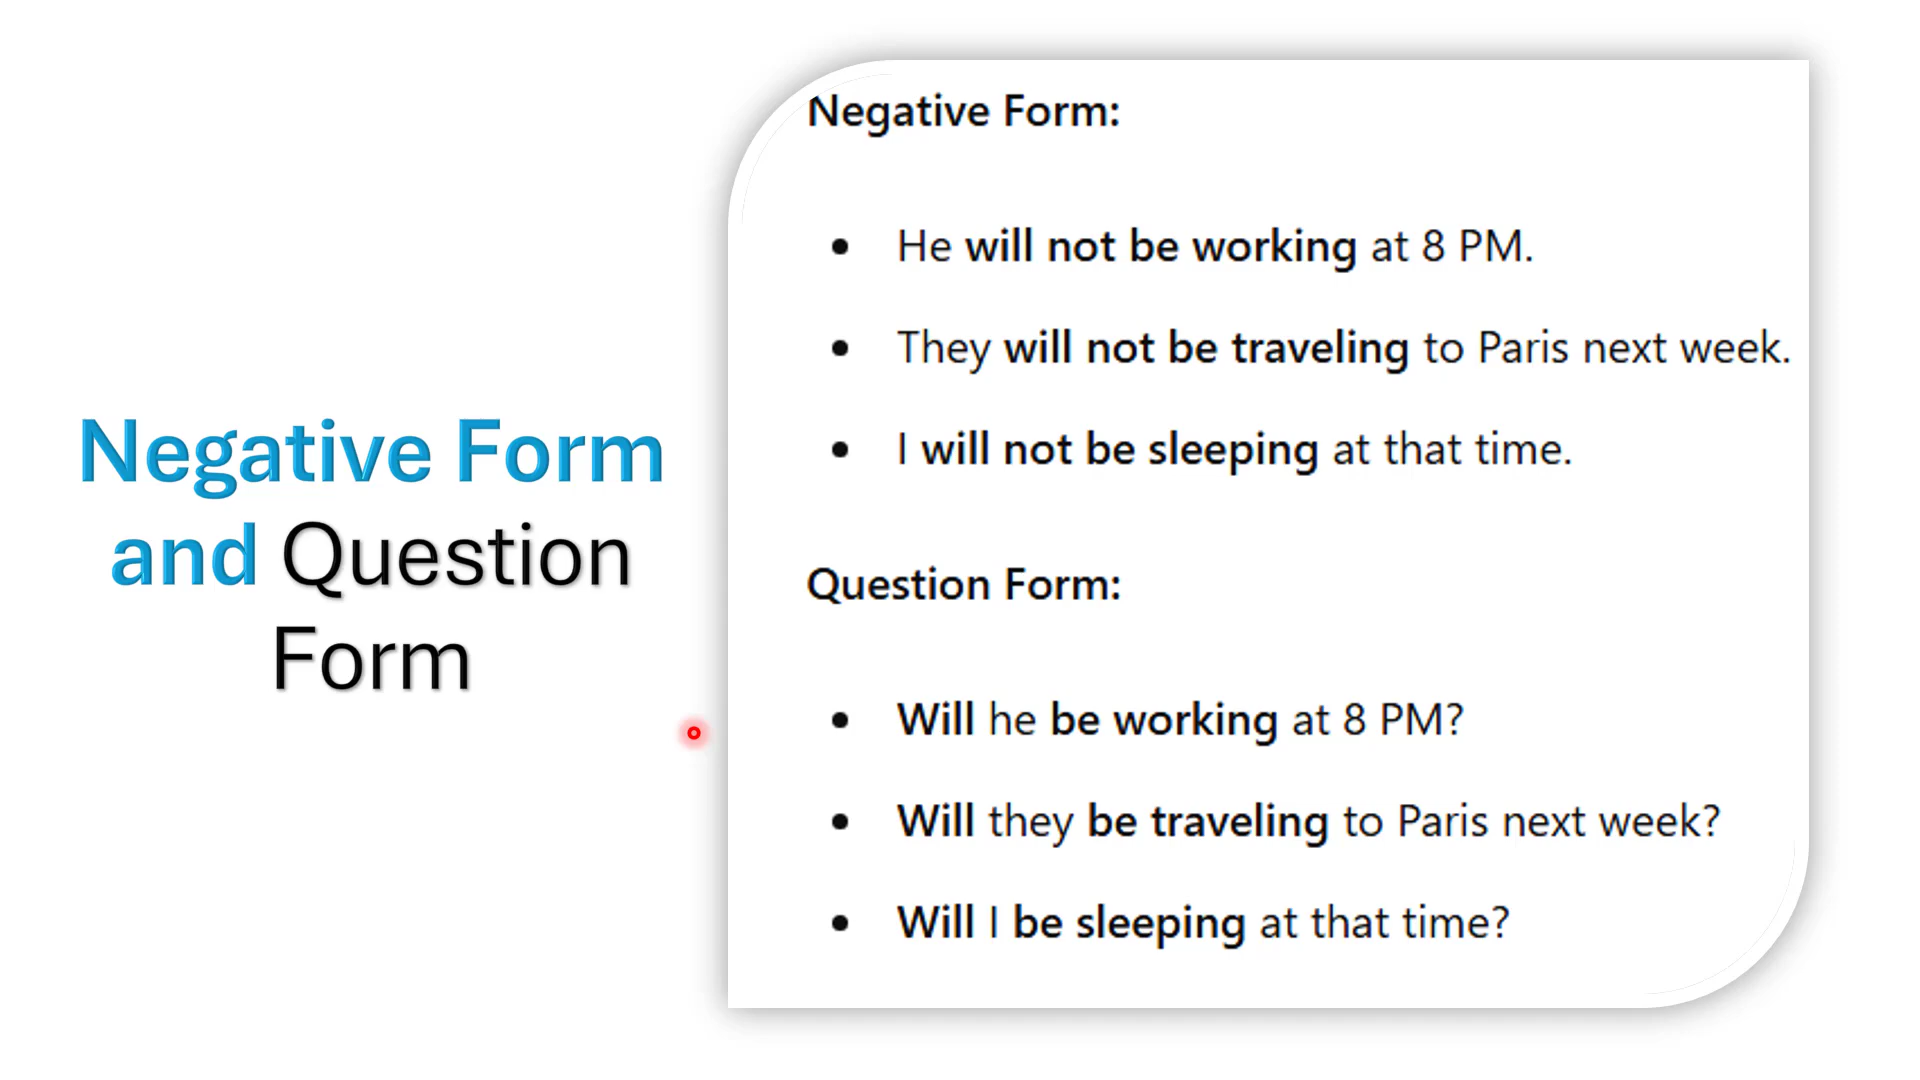 Negative Form
and Question
Form
Negative Form:
• He will not be working at 8 PM.
• They will not be traveling to Paris next week.
• I will not be sleeping at that time.
Question Form:
• Will he be working at 8 PM?
• Will they be traveling to Paris next week?
• Will I be sleeping at that time?